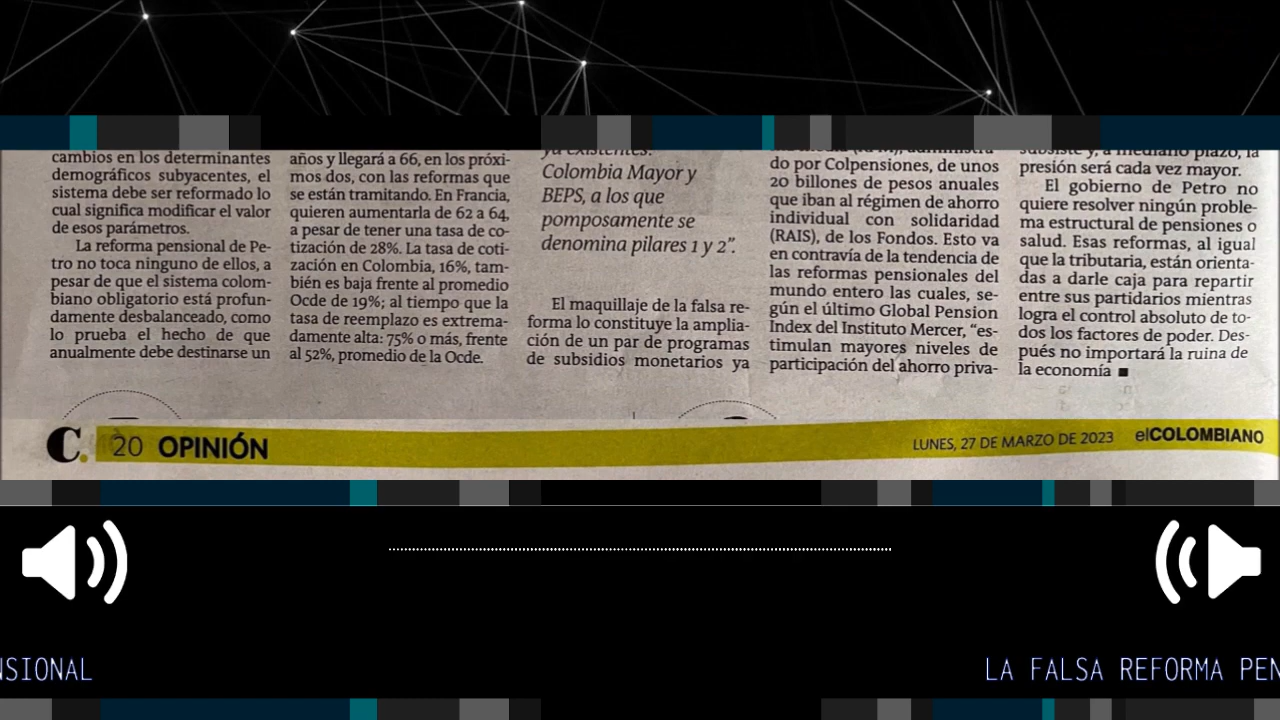 cambios en los determinantes
demográficos subyacentes, el
sistema debe ser reformado lo
cual significa modificar el valor
de esos parámetros.
La reforma pensional de Pe-
tro no toca ninguno de ellos, a
pesar de que el sistema colom-
biano obligatorio está profun-
damente desbalanceado, como
lo prueba el hecho de que
anualmente debe destinarse un
años y llegará a 66, en los próxi-
mos dos, con las reformas que
se están tramitando. En Francia,
quieren aumentarla de 62 a 64,
a pesar de tener una tasa de co-
tización de 28%. La tasa de coti-
zación en Colombia, 16%, tam-
bién es baja frente al promedio
Ocde de 19%; al tiempo que la
tasa de reemplazo es extrema-
damente alta: 75% o más, frente
al 52%, promedio de la Ocde.
ya existentes:
Colombia Mayor y
BEPS, a los que
pomposamente se
denomina pilares 1 y 2”.
El maquillaje de la falsa re-
forma lo constituye la amplia-
ción de un par de programas
de subsidios monetarios ya
do por Colpensiones, de unos
20 billones de pesos anuales
que iban al régimen de ahorro
individual con solidaridad
(RAIS), de los Fondos. Esto va
en contravía de la tendencia de
las reformas pensionales del
mundo entero las cuales, se-
gún el último Global Pension
Index del Instituto Mercer, “es-
timulan mayores niveles de
participación del ahorro priva-
subsiste y, a mediano plazo, la
presión será cada vez mayor.
El gobierno de Petro no
quiere resolver ningún proble-
ma estructural de pensiones o
salud. Esas reformas, al igual
que la tributaria, están orienta-
das a darle caja para repartir
entre sus partidarios mientras
logra el control absoluto de to-
dos los factores de poder. Des-
pués no importará la ruina de
la economía ■
C. 20 OPINIÓN
LUNES, 27 DE MARZO DE 2023 elCOLOMBIANO
NSIONAL
LA FALSA REFORMA PEN